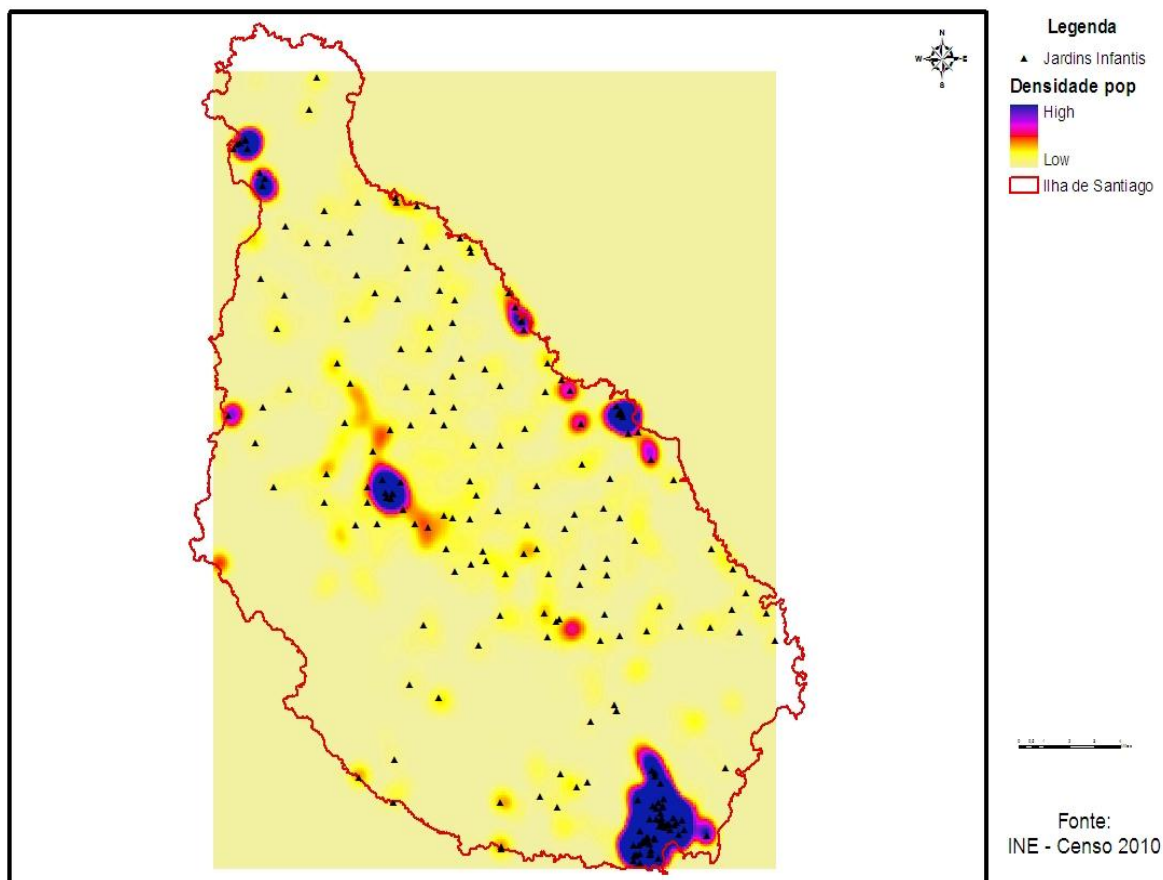 N
W
E
S
Legenda
Jardins Infantis
Densidade pop
High
Low
Ilha de Santiago
Fonte:
INE - Censo 2010